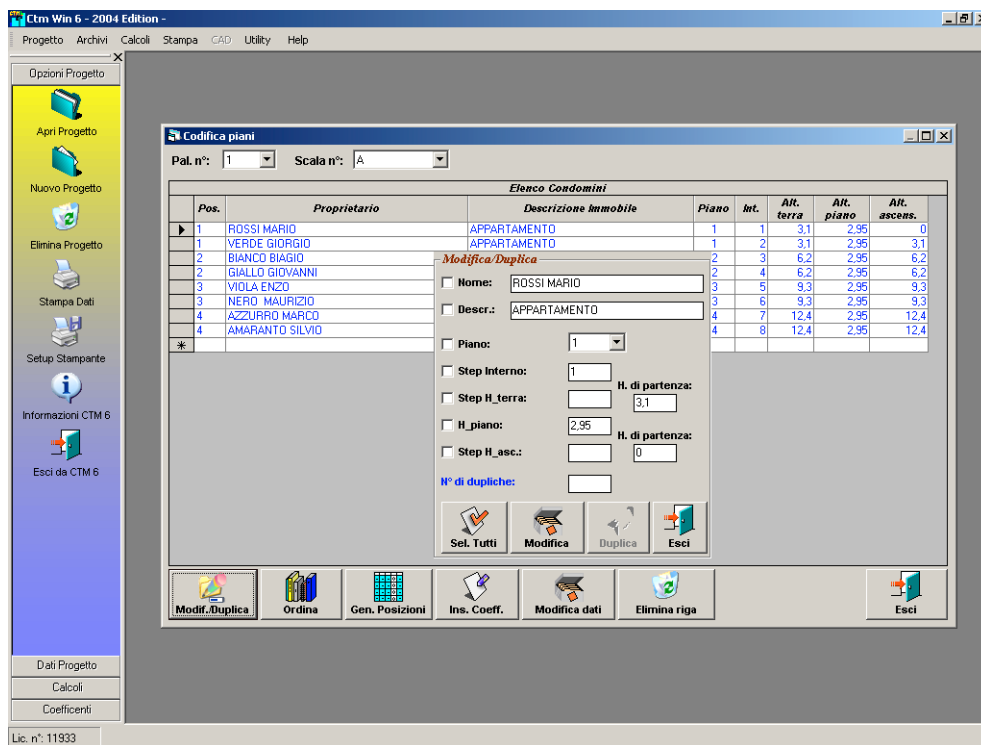 Ctm Win 6 - 2004 Edition -
Progetto Archivi Calcoli Stampa CAD Utility Help
Opzioni Progetto
Apri Progetto
Nuovo Progetto
Elimina Progetto
Stampa Dati
Setup Stampante
Informazioni CTM 6
Esci da CTM 6
Dati Progetto
Calcoli
Coefficenti
Lic. n°: 11933
Codifica piani
Pal. n°: 1 Scala n°: A
Elenco Condomini
Pos. Proprietario Descrizione Immobile Piano Int. Alt. terra Alt. piano Alt. ascens.
1 ROSSI MARIO APPARTAMENTO 1 1 3,1 2,95 0
1 VERDE GIORGIO APPARTAMENTO 1 2 3,1 2,95 3,1
2 BIANCO BIAGIO 2 3 6,2 2,95 6,2
2 GIALLO GIOVANNI 2 4 6,2 2,95 6,2
3 VIOLA ENZO 3 5 9,3 2,95 9,3
3 NERO MAURIZIO 3 6 9,3 2,95 9,3
4 AZZURRO MARCO 4 7 12,4 2,95 12,4
4 AMARANTO SILVIO 4 8 12,4 2,95 12,4
Modifica/Duplica
Nome: ROSSI MARIO
Descr.: APPARTAMENTO
Piano: 1
Step Interno: 1
H. di partenza:
Step H_terra: 3,1
H_piano: 2,95
H. di partenza:
Step H_asc.: 0
N° di dupliche:
Sel. Tutti Modifica Duplica Esci
Modif./Duplica Ordina Gen. Posizioni Ins. Coeff. Modifica dati Elimina riga Esci